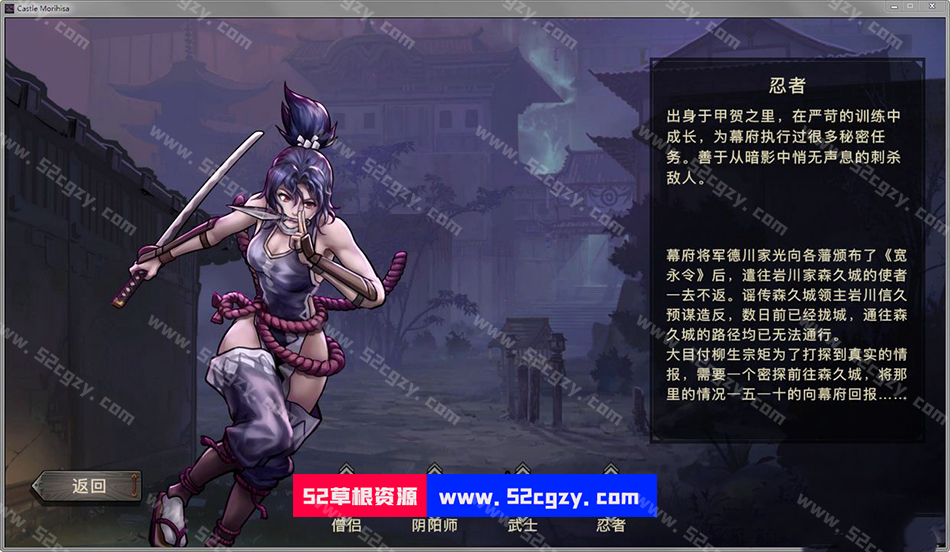 Castle Morihisa
忍者
出身于甲贺之里，在严苛的训练中
成长，为幕府执行过很多秘密任
务。善于从暗影中悄无声息的刺杀
敌人。
幕府将军德川家光向各藩颁布了《宽
永令》后，遣往岩川家森久城的使者
一去不返。谣传森久城领主岩川信久
预谋造反，数日前已经拢城，通往森
久城的路径均已无法通行。
大目付柳生宗矩为了打探到真实的情
报，需要一个密探前往森久城，将那
里的情况一五一十的向幕府回报……
返回
52草根资源 www.52cgzy.com
僧侣 阴阳师 武士 忍者
www.52cgzy.com